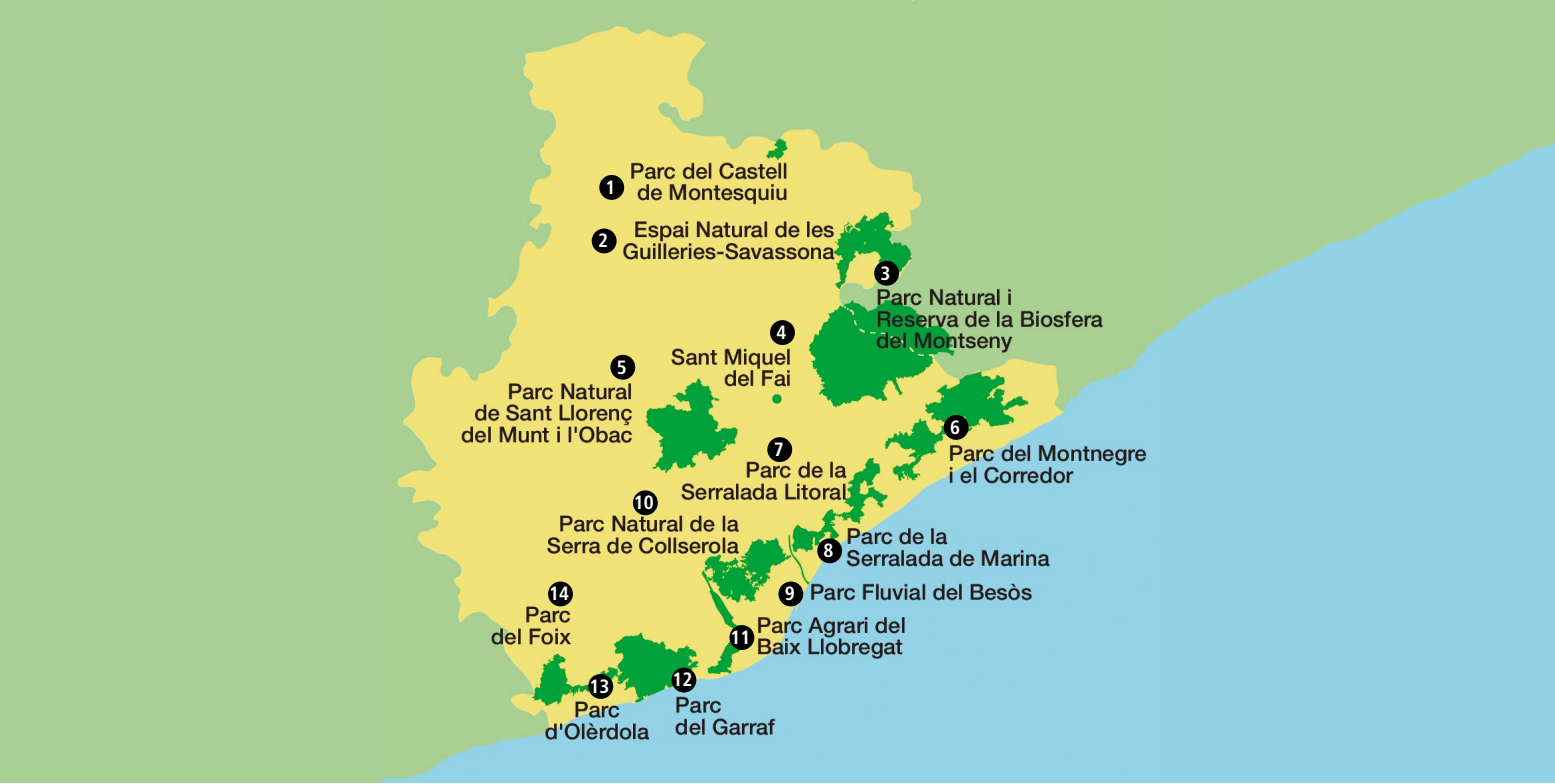 1
Parc del Castell
de Montesquiu
2
Espai Natural de les
Guilleries-Savassona
3
Parc Natural i
Reserva de la Biosfera
del Montseny
4
Sant Miquel
del Fai
5
Parc Natural
de Sant Llorenç
del Munt i l'Obac
6
Parc del Montnegre
i el Corredor
7
Parc de la
Serralada Litoral
8
Parc de la
Serralada de Marina
9
Parc Fluvial del Besòs
10
Parc Natural de la
Serra de Collserola
11
Parc Agrari del
Baix Llobregat
12
Parc
del Garraf
13
Parc
d'Olèrdola
14
Parc
del Foix